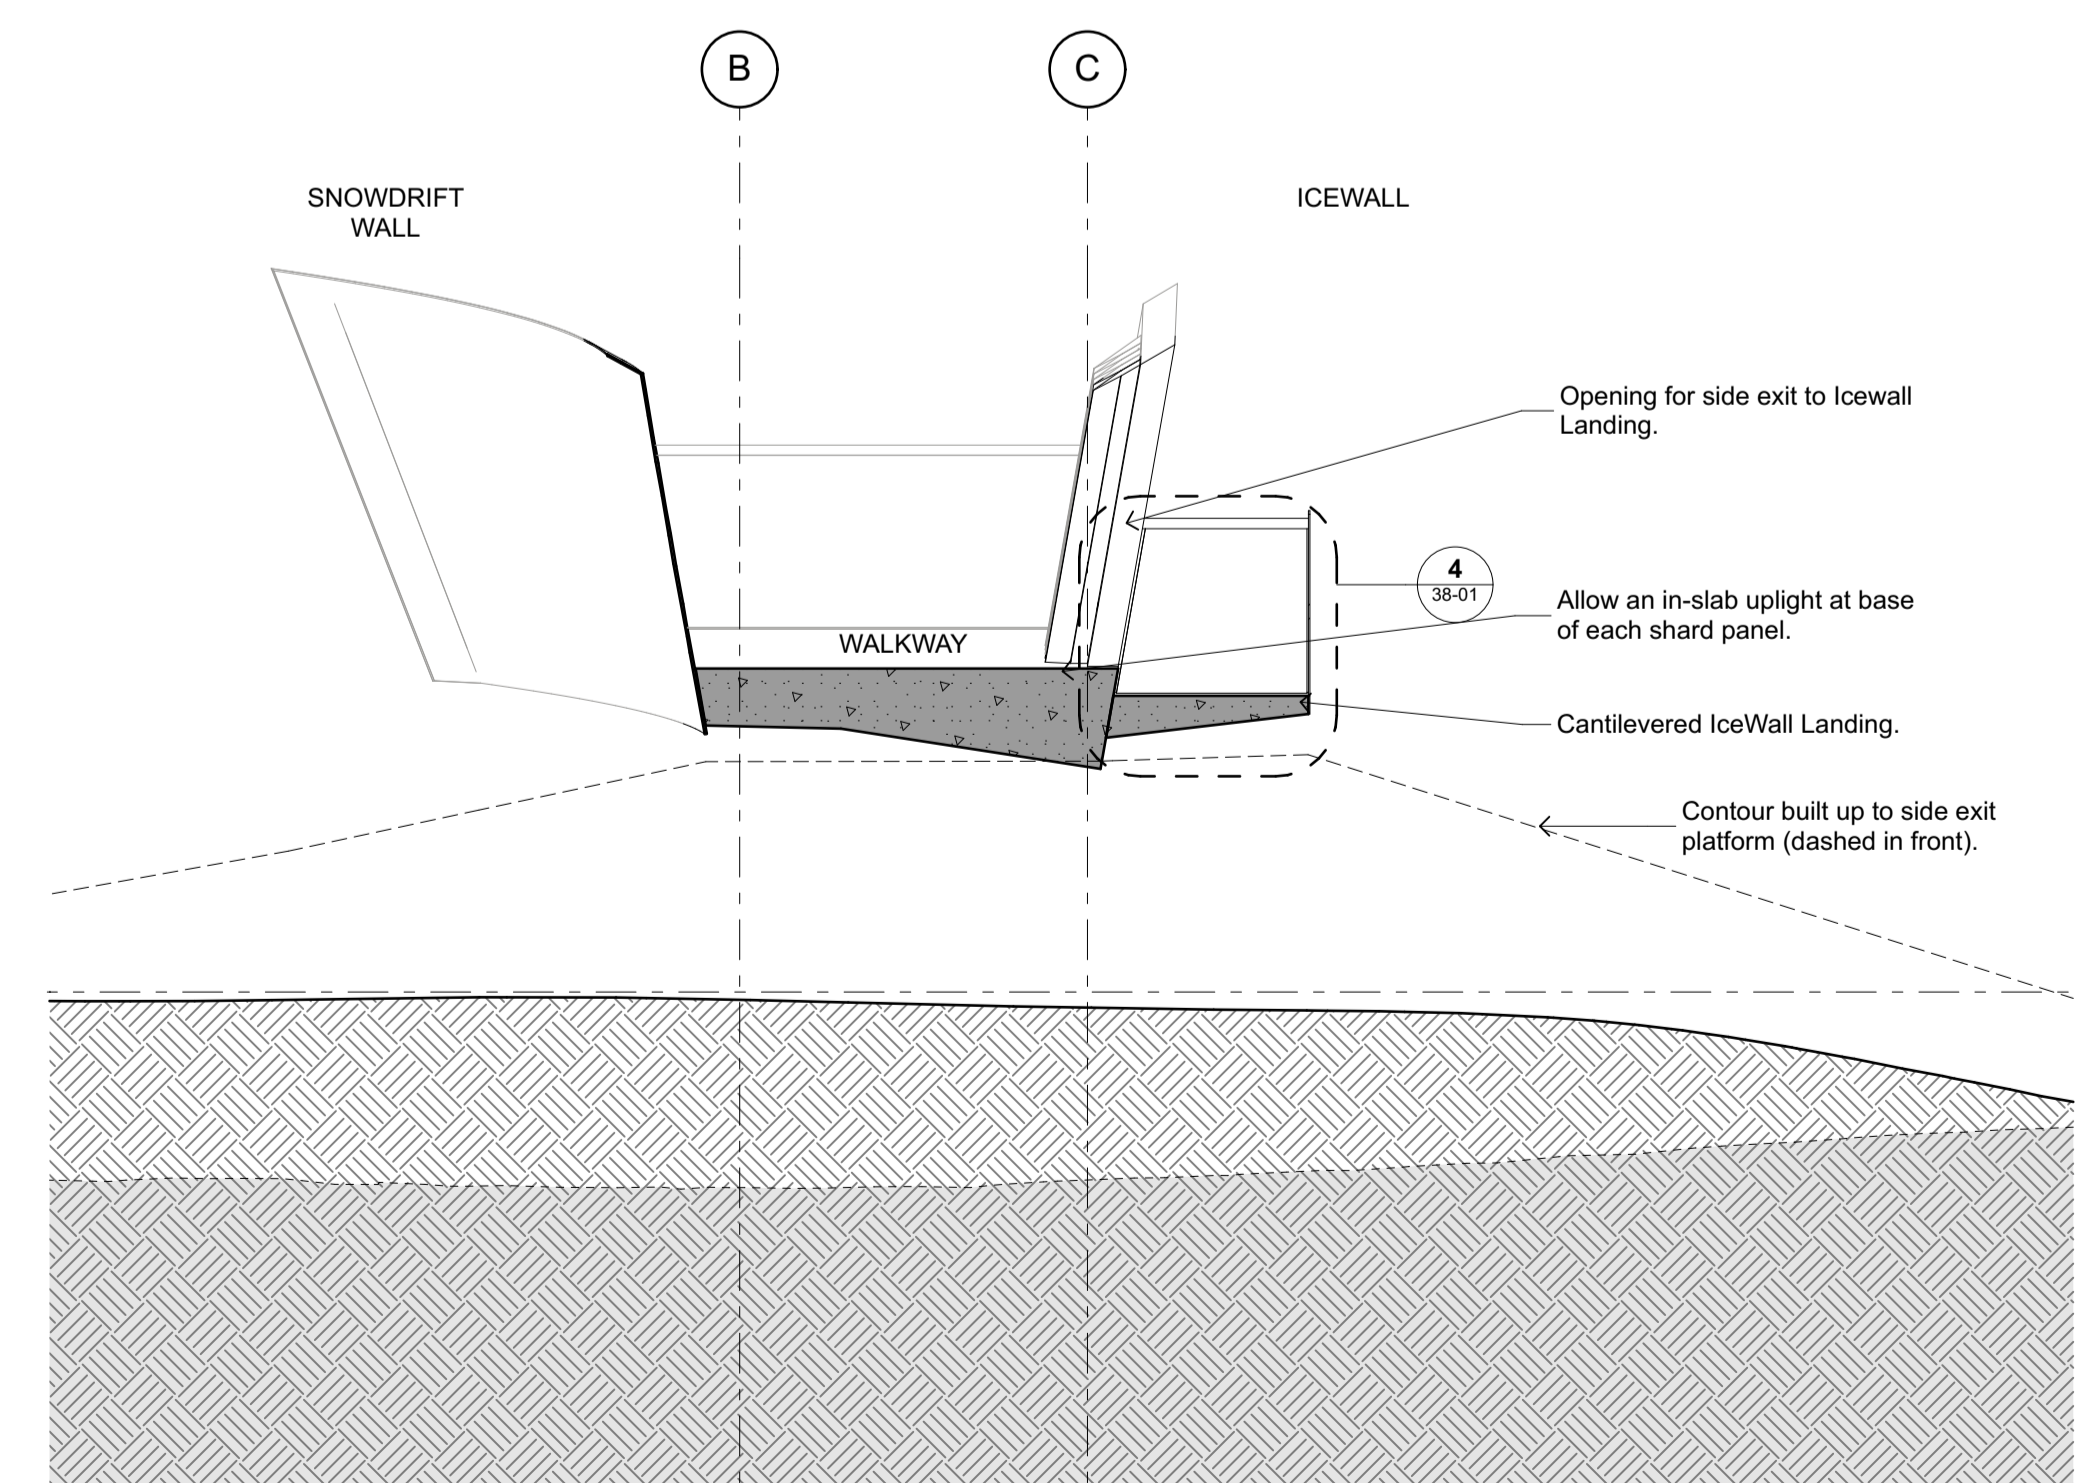 B
C
SNOWDRIFT
WALL
ICEWALL
Opening for side exit to Icewall
Landing.
4
38-01
Allow an in-slab uplight at base
of each shard panel.
WALKWAY
Cantilevered IceWall Landing.
Contour built up to side exit
platform (dashed in front).